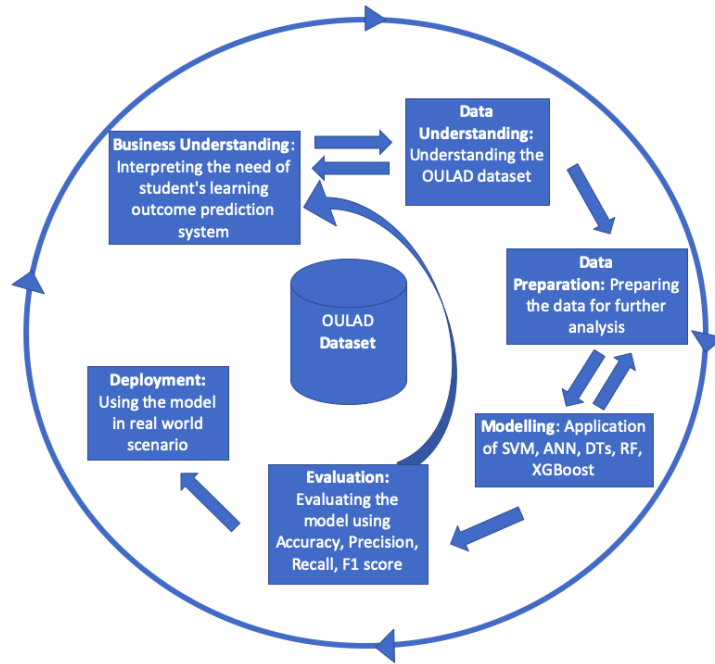 Business Understanding:
Interpreting the need of
student's learning
outcome prediction
system
Data
Understanding:
Understanding the
OULAD dataset
Data
Preparation: Preparing
the data for further
analysis
Modelling: Application
of SVM, ANN, DTs, RF,
XGBoost
Evaluation:
Evaluating the
model using
Accuracy, Precision,
Recall, F1 score
Deployment:
Using the model
in real world
scenario
OULAD
Dataset